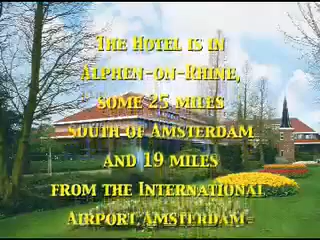 The Hotel is in
Alphen-on-Rhine,
some 25 miles
south of Amsterdam
and 19 miles
from the International
Airport Amsterdam-